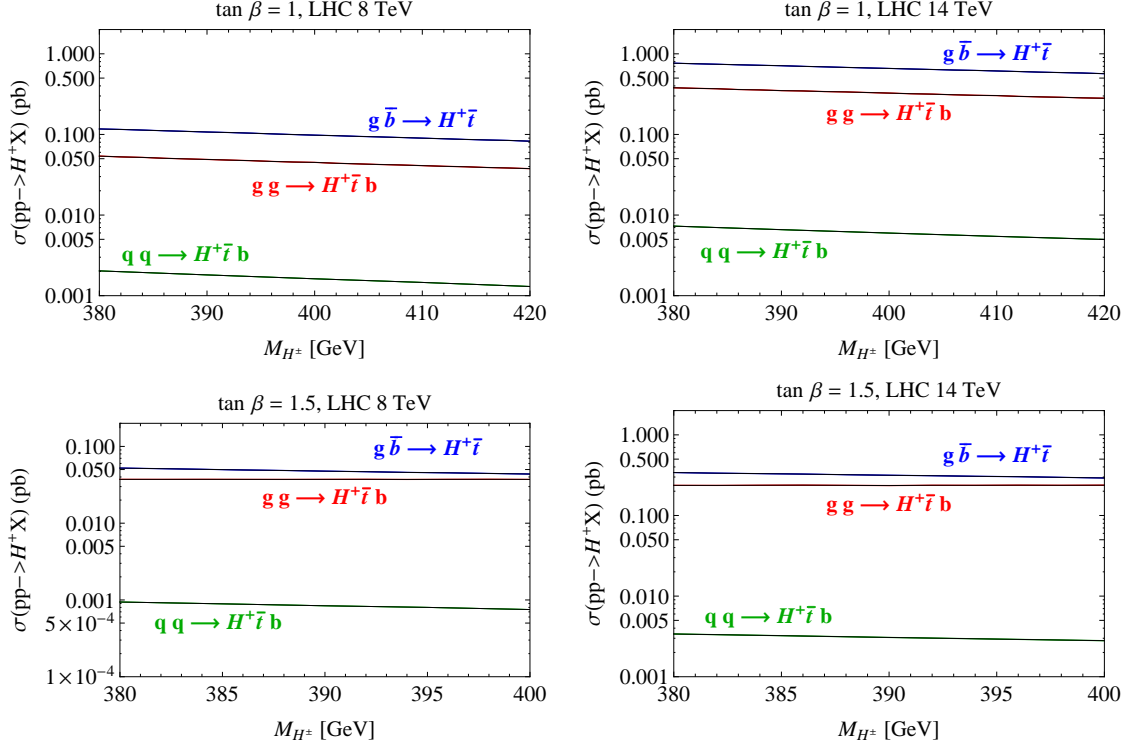 tan β = 1, LHC 8 TeV
σ(pp−>H⁺X) (pb)
1.000
0.500
0.100
0.050
0.010
0.005
0.001
g b̅ ⟶ H⁺t̅
g g ⟶ H⁺t̅ b
q q ⟶ H⁺t̅ b
380 390 400 410 420
M_H± [GeV]
tan β = 1, LHC 14 TeV
σ(pp−>H⁺X) (pb)
1.000
0.500
0.100
0.050
0.010
0.005
0.001
g b̅ ⟶ H⁺t̅
g g ⟶ H⁺t̅ b
q q ⟶ H⁺t̅ b
380 390 400 410 420
M_H± [GeV]
tan β = 1.5, LHC 8 TeV
σ(pp−>H⁺X) (pb)
0.100
0.050
0.010
0.005
0.001
5×10⁻⁴
1×10⁻⁴
g b̅ ⟶ H⁺t̅
g g ⟶ H⁺t̅ b
q q ⟶ H⁺t̅ b
380 385 390 395 400
M_H± [GeV]
tan β = 1.5, LHC 14 TeV
σ(pp−>H⁺X) (pb)
1.000
0.500
0.100
0.050
0.010
0.005
0.001
g b̅ ⟶ H⁺t̅
g g ⟶ H⁺t̅ b
q q ⟶ H⁺t̅ b
380 385 390 395 400
M_H± [GeV]